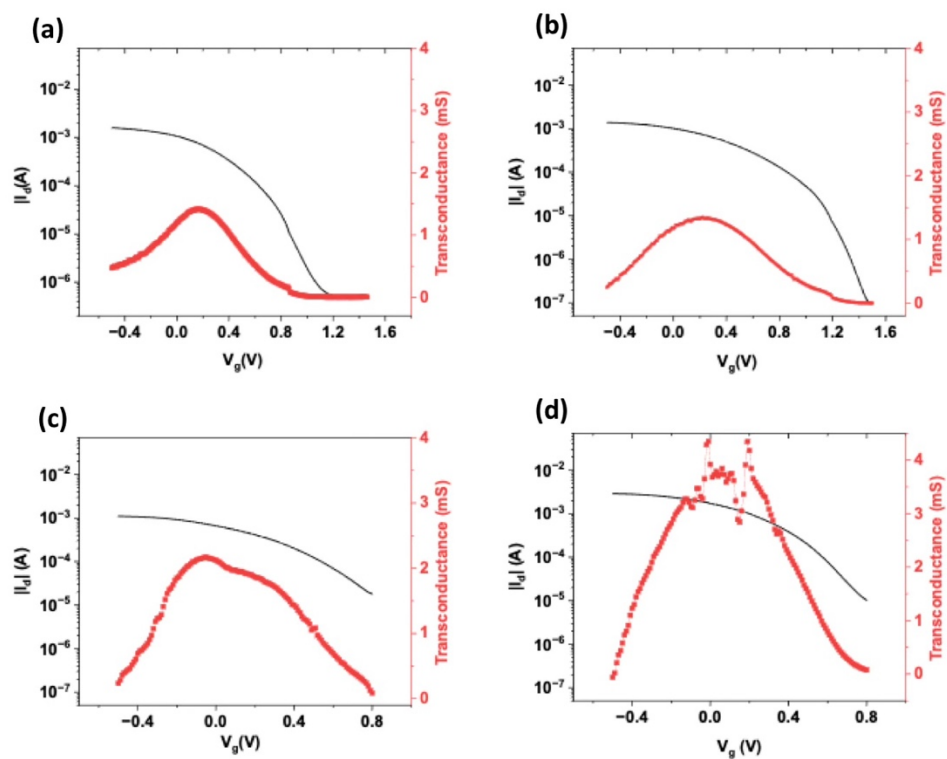 (a)
10⁻²
10⁻³
10⁻⁴
10⁻⁵
10⁻⁶
|I_d(A)
−0.4 0.0 0.4 0.8 1.2 1.6
V_g(V)
4
3
2
1
0
Transconductance (mS)
(b)
10⁻²
10⁻³
10⁻⁴
10⁻⁵
10⁻⁶
10⁻⁷
|I_d| (A)
−0.4 0.0 0.4 0.8 1.2 1.6
V_g(V)
4
3
2
1
0
Transconductance (mS)
(c)
10⁻²
10⁻³
10⁻⁴
10⁻⁵
10⁻⁶
10⁻⁷
|I_d| (A)
−0.4 0.0 0.4 0.8
V_g(V)
4
3
2
1
0
Transconductance (mS)
(d)
10⁻²
10⁻³
10⁻⁴
10⁻⁵
10⁻⁶
10⁻⁷
|I_d| (A)
−0.4 0.0 0.4 0.8
V_g (V)
4
3
2
1
0
Transconductance (mS)